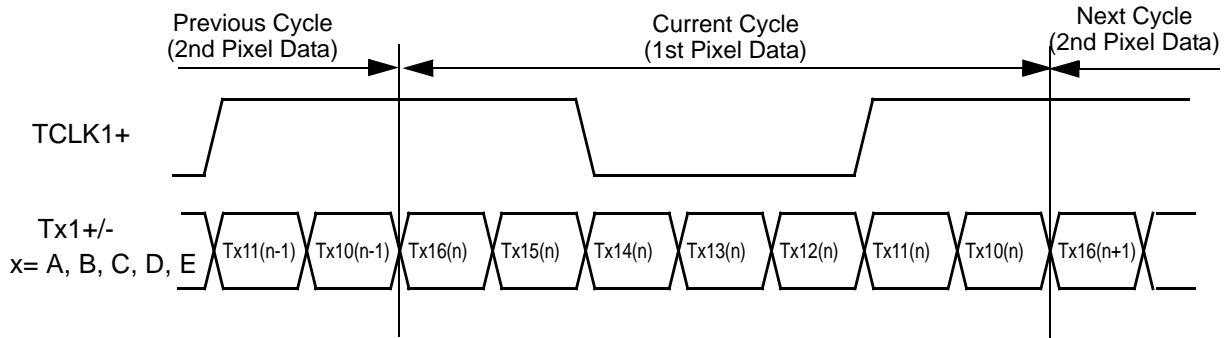 Previous Cycle
(2nd Pixel Data)
Current Cycle
(1st Pixel Data)
Next Cycle
(2nd Pixel Data)
TCLK1+
Tx1+/-
x= A, B, C, D, E
Tx11(n-1)
Tx10(n-1)
Tx16(n)
Tx15(n)
Tx14(n)
Tx13(n)
Tx12(n)
Tx11(n)
Tx10(n)
Tx16(n+1)